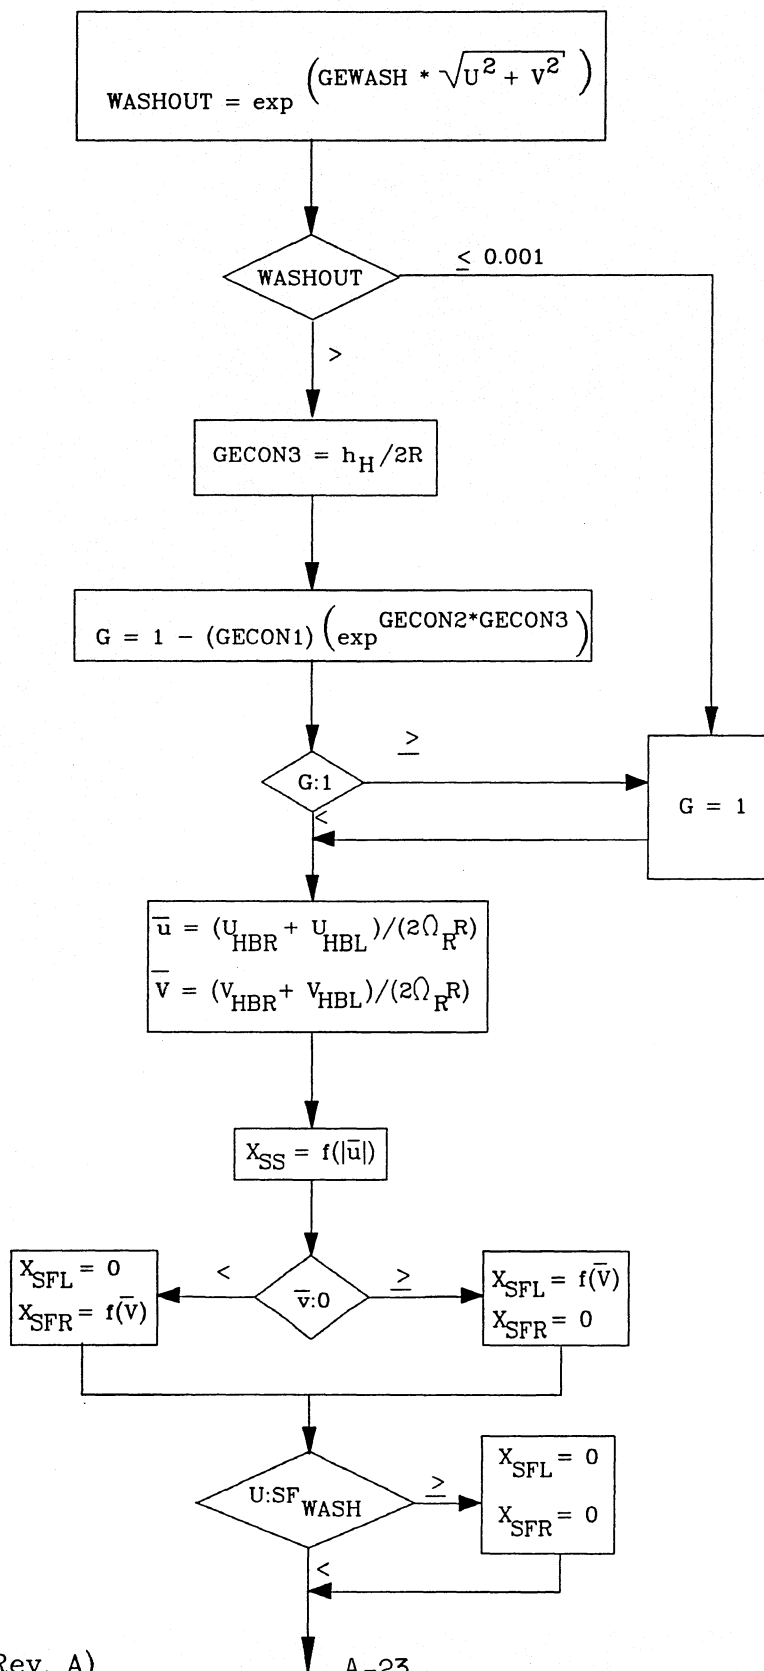 WASHOUT = exp (GEWASH * √U² + V²)
WASHOUT
≤ 0.001
>
GECON3 = h_H/2R
G = 1 - (GECON1) (exp^GECON2*GECON3)
≥
G:1
G = 1
<
u̅ = (U_HBR + U_HBL)/(2Ω_R R)
V̅ = (V_HBR + V_HBL)/(2Ω_R R)
X_SS = f(|u̅|)
X_SFL = 0
X_SFR = f(V̅)
<
v̅:0
≥
X_SFL = f(V̅)
X_SFR = 0
U:SF_WASH
≥
X_SFL = 0
X_SFR = 0
<
Rev. A)
A-23